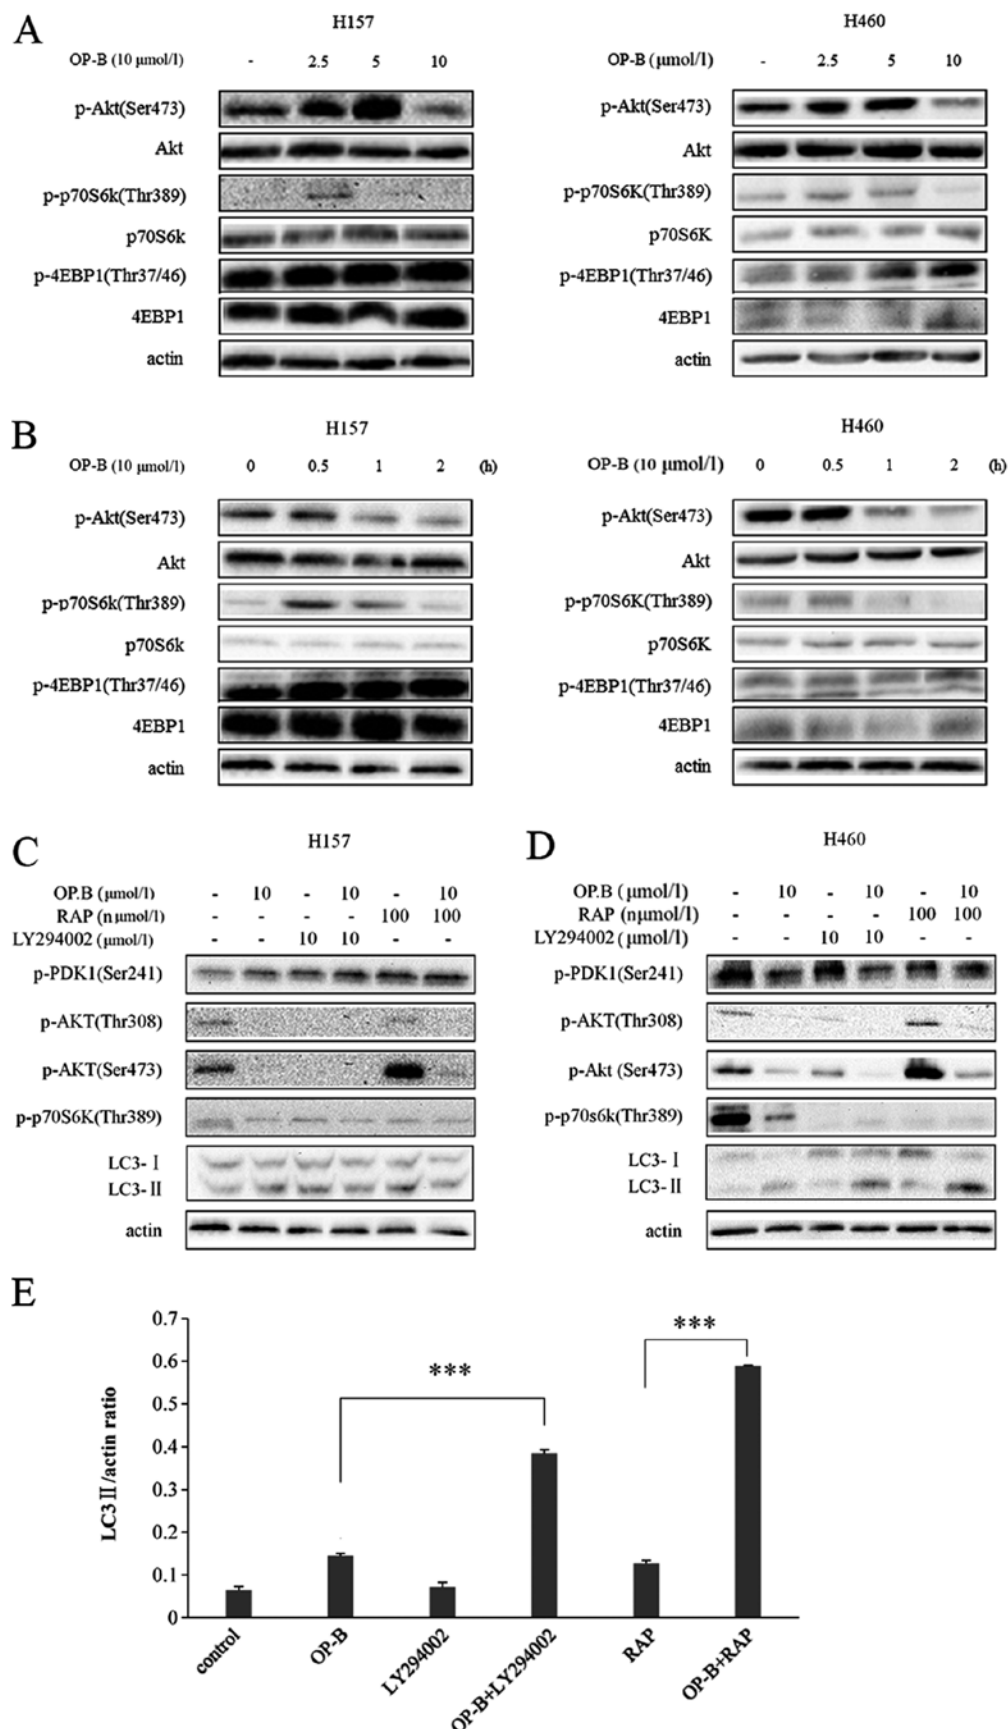 A
H157
OP-B (10 μmol/l) - 2.5 5 10
p-Akt(Ser473)
Akt
p-p70S6k(Thr389)
p70S6k
p-4EBP1(Thr37/46)
4EBP1
actin
H460
OP-B (μmol/l) - 2.5 5 10
p-Akt(Ser473)
Akt
p-p70S6K(Thr389)
p70S6K
p-4EBP1(Thr37/46)
4EBP1
actin
B
H157
OP-B (10 μmol/l) 0 0.5 1 2 (h)
p-Akt(Ser473)
Akt
p-p70S6k(Thr389)
p70S6k
p-4EBP1(Thr37/46)
4EBP1
actin
H460
OP-B (10 μmol/l) 0 0.5 1 2 (h)
p-Akt(Ser473)
Akt
p-p70S6K(Thr389)
p70S6K
p-4EBP1(Thr37/46)
4EBP1
actin
C
H157
OP.B (μmol/l) - 10 - 10 - 10
RAP (nμmol/l) - - - - 100 100
LY294002 (μmol/l) - - 10 10 - -
p-PDK1(Ser241)
p-AKT(Thr308)
p-AKT(Ser473)
p-p70S6K(Thr389)
LC3-Ⅰ
LC3-Ⅱ
actin
D
H460
OP.B (μmol/l) - 10 - 10 - 10
RAP (nμmol/l) - - - - 100 100
LY294002 (μmol/l) - - 10 10 - -
p-PDK1(Ser241)
p-AKT(Thr308)
p-Akt (Ser473)
p-p70s6k(Thr389)
LC3-Ⅰ
LC3-Ⅱ
actin
E
LC3Ⅱ/actin ratio
0.7
0.6
0.5
0.4
0.3
0.2
0.1
0
***
***
control
OP-B
LY294002
OP-B+LY294002
RAP
OP-B+RAP